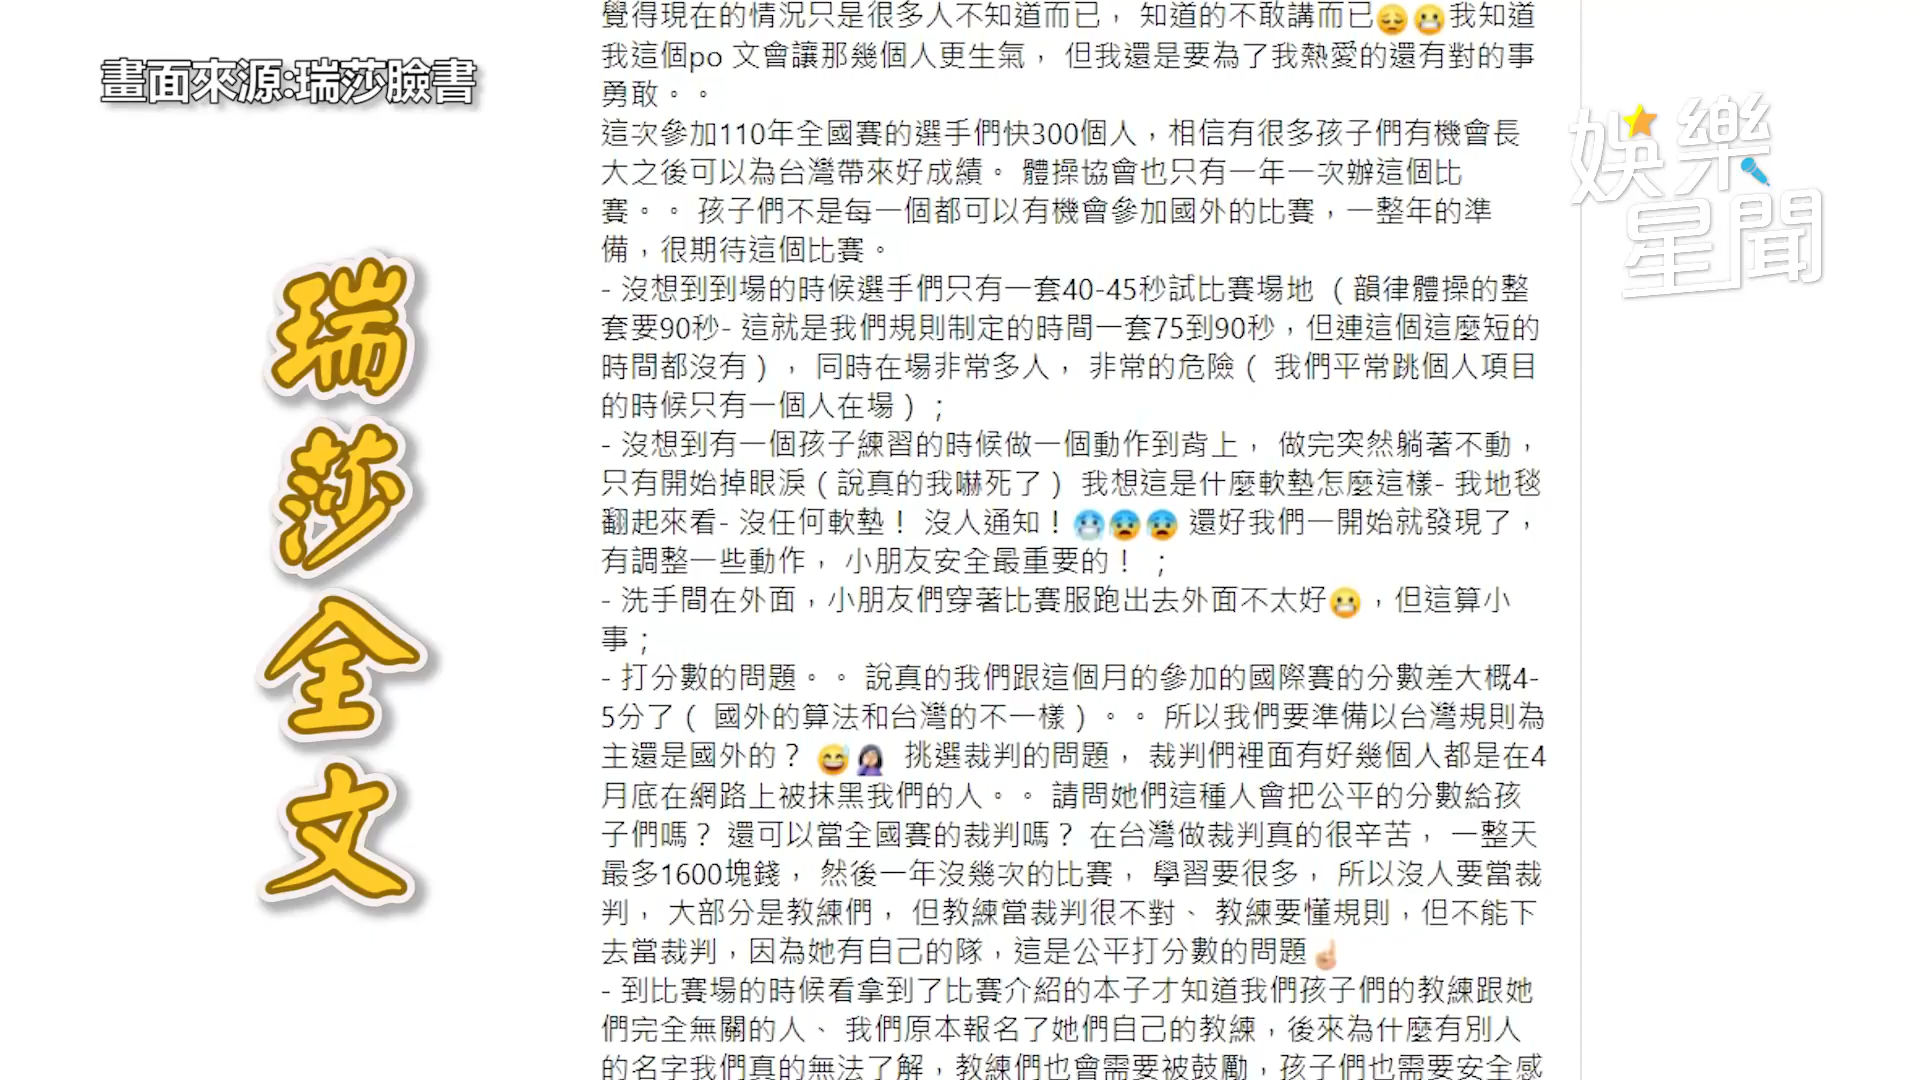 畫面來源:瑞莎臉書
娛樂
星聞
瑞莎全文
覺得現在的情況只是很多人不知道而已， 知道的不敢講而已😔😬我知道
我這個po 文會讓那幾個人更生氣， 但我還是要為了我熱愛的還有對的事
勇敢。。
這次參加110年全國賽的選手們快300個人，相信有很多孩子們有機會長
大之後可以為台灣帶來好成績。 體操協會也只有一年一次辦這個比
賽。。 孩子們不是每一個都可以有機會參加國外的比賽，一整年的準
備，很期待這個比賽。
- 沒想到到場的時候選手們只有一套40-45秒試比賽場地 （韻律體操的整
套要90秒- 這就是我們規則制定的時間一套75到90秒，但連這個這麼短的
時間都沒有）， 同時在場非常多人， 非常的危險（ 我們平常跳個人項目
的時候只有一個人在場）；
- 沒想到有一個孩子練習的時候做一個動作到背上， 做完突然躺著不動，
只有開始掉眼淚（說真的我嚇死了） 我想這是什麼軟墊怎麼這樣- 我地毯
翻起來看- 沒任何軟墊！ 沒人通知！🥶😰😰 還好我們一開始就發現了，
有調整一些動作， 小朋友安全最重要的！ ；
- 洗手間在外面，小朋友們穿著比賽服跑出去外面不太好😬，但這算小
事；
- 打分數的問題。。 說真的我們跟這個月的參加的國際賽的分數差大概4-
5分了（ 國外的算法和台灣的不一樣）。。 所以我們要準備以台灣規則為
主還是國外的？ 😅🤦🏻‍♀️ 挑選裁判的問題， 裁判們裡面有好幾個人都是在4
月底在網路上被抹黑我們的人。。 請問她們這種人會把公平的分數給孩
子們嗎？ 還可以當全國賽的裁判嗎？ 在台灣做裁判真的很辛苦， 一整天
最多1600塊錢， 然後一年沒幾次的比賽， 學習要很多， 所以沒人要當裁
判， 大部分是教練們， 但教練當裁判很不對、 教練要懂規則，但不能下
去當裁判，因為她有自己的隊，這是公平打分數的問題☝🏼
- 到比賽場的時候看拿到了比賽介紹的本子才知道我們孩子們的教練跟她
們完全無關的人、 我們原本報名了她們自己的教練，後來為什麼有別人
的名字我們真的無法了解，教練們也會需要被鼓勵，孩子們也需要安全感